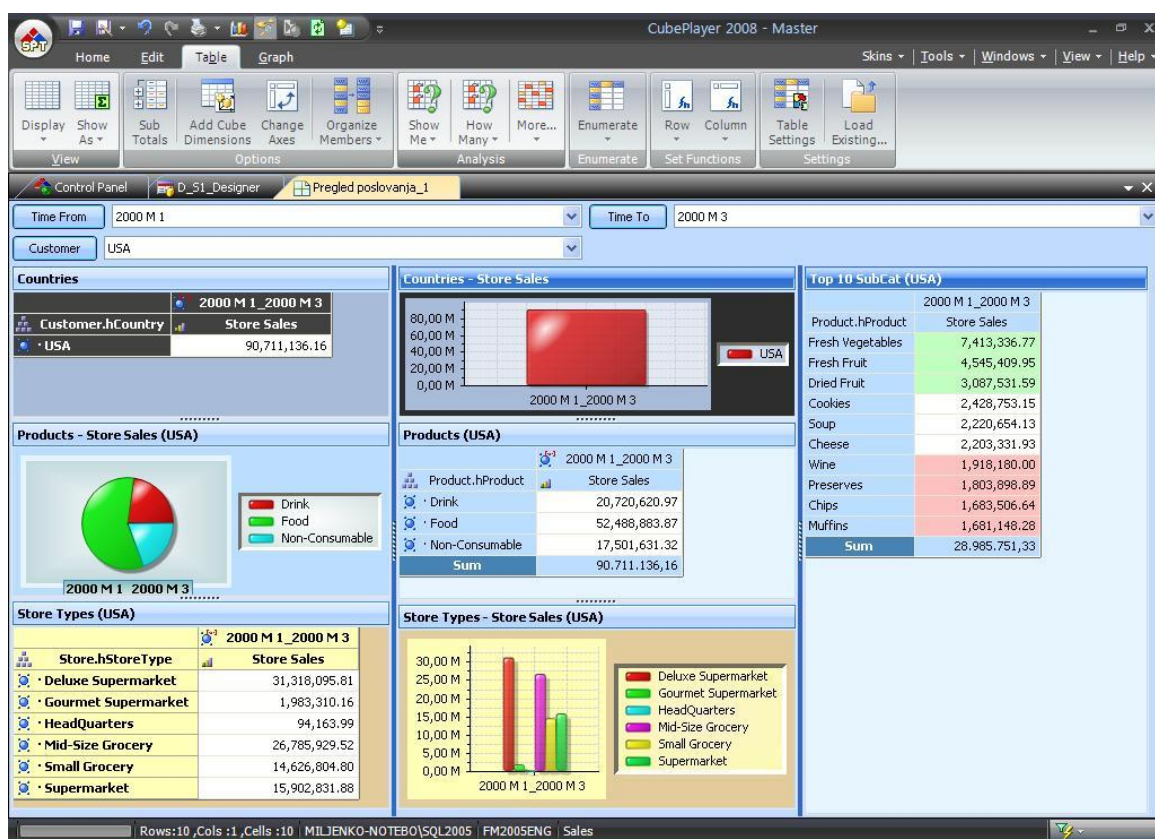 CubePlayer 2008 - Master
SPT
Home Edit Table Graph Skins Tools Windows View Help
Display Show As Sub Totals Add Cube Dimensions Change Axes Organize Members Show Me How Many More... Enumerate Row Column Table Settings Load Existing...
View Options Analysis Enumerate Set Functions Settings
Control Panel D_S1_Designer Pregled poslovanja_1
Time From 2000 M 1 Time To 2000 M 3
Customer USA
Countries
2000 M 1_2000 M 3
Customer.hCountry Store Sales
USA 90,711,136.16
Countries - Store Sales
80,00 M
60,00 M
40,00 M
20,00 M
0,00 M
2000 M 1_2000 M 3
USA
Top 10 SubCat (USA)
2000 M 1_2000 M 3
Product.hProduct Store Sales
Fresh Vegetables 7,413,336.77
Fresh Fruit 4,545,409.95
Dried Fruit 3,087,531.59
Cookies 2,428,753.15
Soup 2,220,654.13
Cheese 2,203,331.93
Wine 1,918,180.00
Preserves 1,803,898.89
Chips 1,683,506.64
Muffins 1,681,148.28
Sum 28.985.751,33
Products - Store Sales (USA)
Drink
Food
Non-Consumable
2000 M 1 2000 M 3
Products (USA)
2000 M 1_2000 M 3
Product.hProduct Store Sales
Drink 20,720,620.97
Food 52,488,883.87
Non-Consumable 17,501,631.32
Sum 90.711.136,16
Store Types (USA)
2000 M 1_2000 M 3
Store.hStoreType Store Sales
Deluxe Supermarket 31,318,095.81
Gourmet Supermarket 1,983,310.16
HeadQuarters 94,163.99
Mid-Size Grocery 26,785,929.52
Small Grocery 14,626,804.80
Supermarket 15,902,831.88
Store Types - Store Sales (USA)
30,00 M
25,00 M
20,00 M
15,00 M
10,00 M
5,00 M
0,00 M
2000 M 1_2000 M 3
Deluxe Supermarket
Gourmet Supermarket
HeadQuarters
Mid-Size Grocery
Small Grocery
Supermarket
Rows:10 ,Cols :1 ,Cells :10 MILJENKO-NOTEBO\SQL2005 FM2005ENG Sales